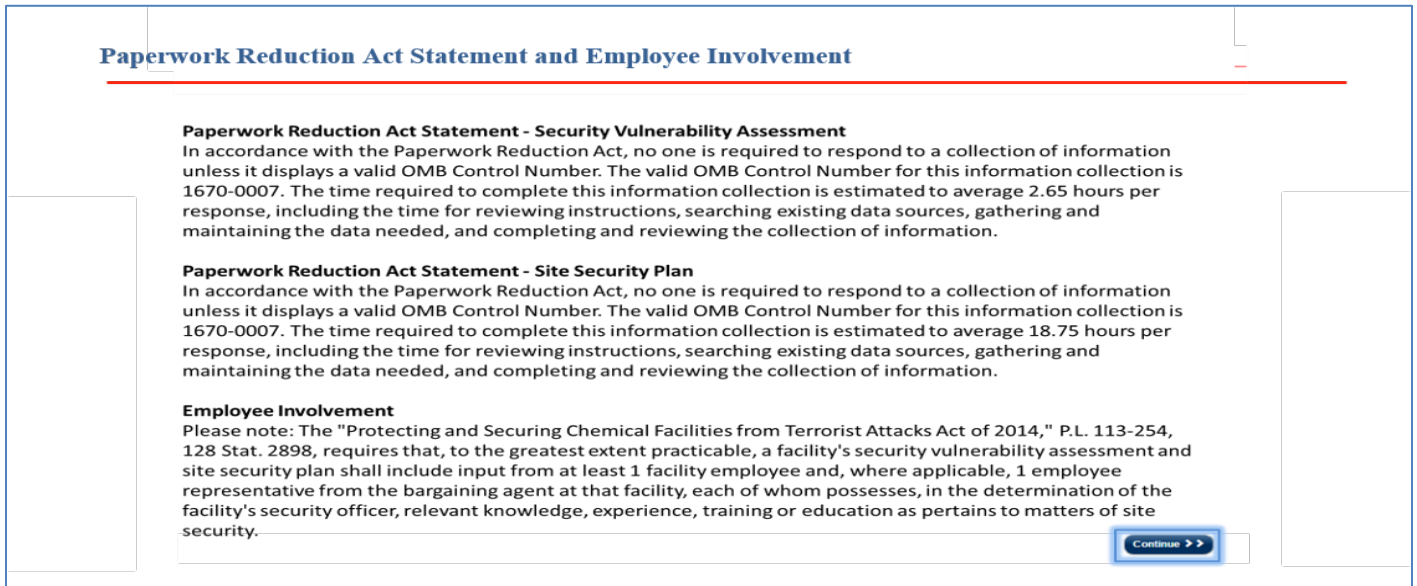 Paperwork Reduction Act Statement and Employee Involvement
Paperwork Reduction Act Statement - Security Vulnerability Assessment
In accordance with the Paperwork Reduction Act, no one is required to respond to a collection of information
unless it displays a valid OMB Control Number. The valid OMB Control Number for this information collection is
1670-0007. The time required to complete this information collection is estimated to average 2.65 hours per
response, including the time for reviewing instructions, searching existing data sources, gathering and
maintaining the data needed, and completing and reviewing the collection of information.
Paperwork Reduction Act Statement - Site Security Plan
In accordance with the Paperwork Reduction Act, no one is required to respond to a collection of information
unless it displays a valid OMB Control Number. The valid OMB Control Number for this information collection is
1670-0007. The time required to complete this information collection is estimated to average 18.75 hours per
response, including the time for reviewing instructions, searching existing data sources, gathering and
maintaining the data needed, and completing and reviewing the collection of information.
Employee Involvement
Please note: The "Protecting and Securing Chemical Facilities from Terrorist Attacks Act of 2014," P.L. 113-254,
128 Stat. 2898, requires that, to the greatest extent practicable, a facility's security vulnerability assessment and
site security plan shall include input from at least 1 facility employee and, where applicable, 1 employee
representative from the bargaining agent at that facility, each of whom possesses, in the determination of the
facility's security officer, relevant knowledge, experience, training or education as pertains to matters of site
security.
Continue >>